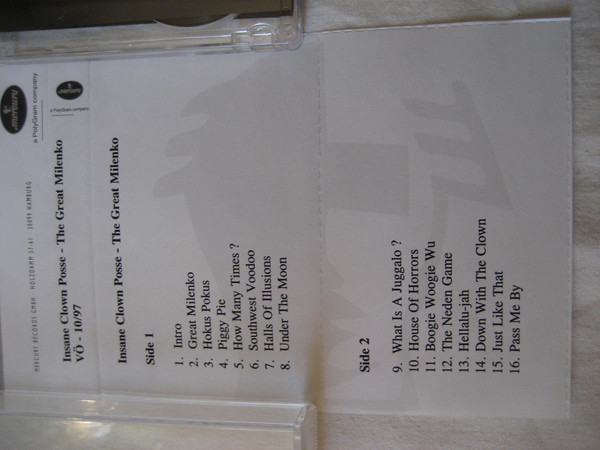 mercury
a PolyGram company
mercury
a PolyGram company
MERCURY RECORDS GMBH HOLZDAMM 57-61 20099 HAMBURG
Insane Clown Posse - The Great Milenko
VÖ - 10/97
Insane Clown Posse - The Great Milenko
Side 1
1. Intro
2. Great Milenko
3. Hokus Pokus
4. Piggy Pie
5. How Many Times ?
6. Southwest Voodoo
7. Halls Of Illusions
8. Under The Moon
Side 2
9. What Is A Juggalo ?
10. House Of Horrors
11. Boogie Woogie Wu
12. The Neden Game
13. Hellalu-jah
14. Down With The Clown
15. Just Like That
16. Pass Me By